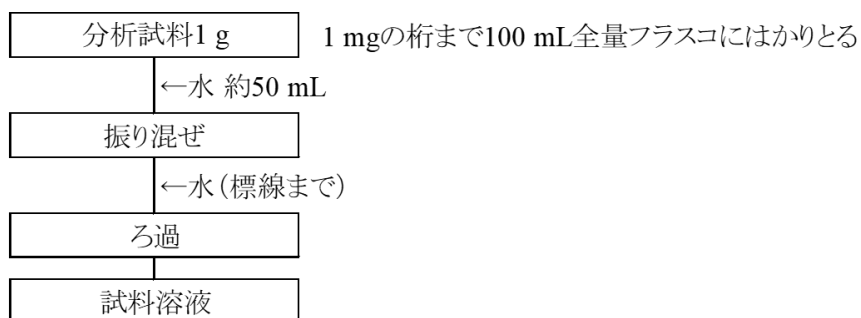 分析試料1 g　1 mgの桁まで100 mL全量フラスコにはかりとる
←水 約50 mL
振り混ぜ
←水（標線まで）
ろ過
試料溶液